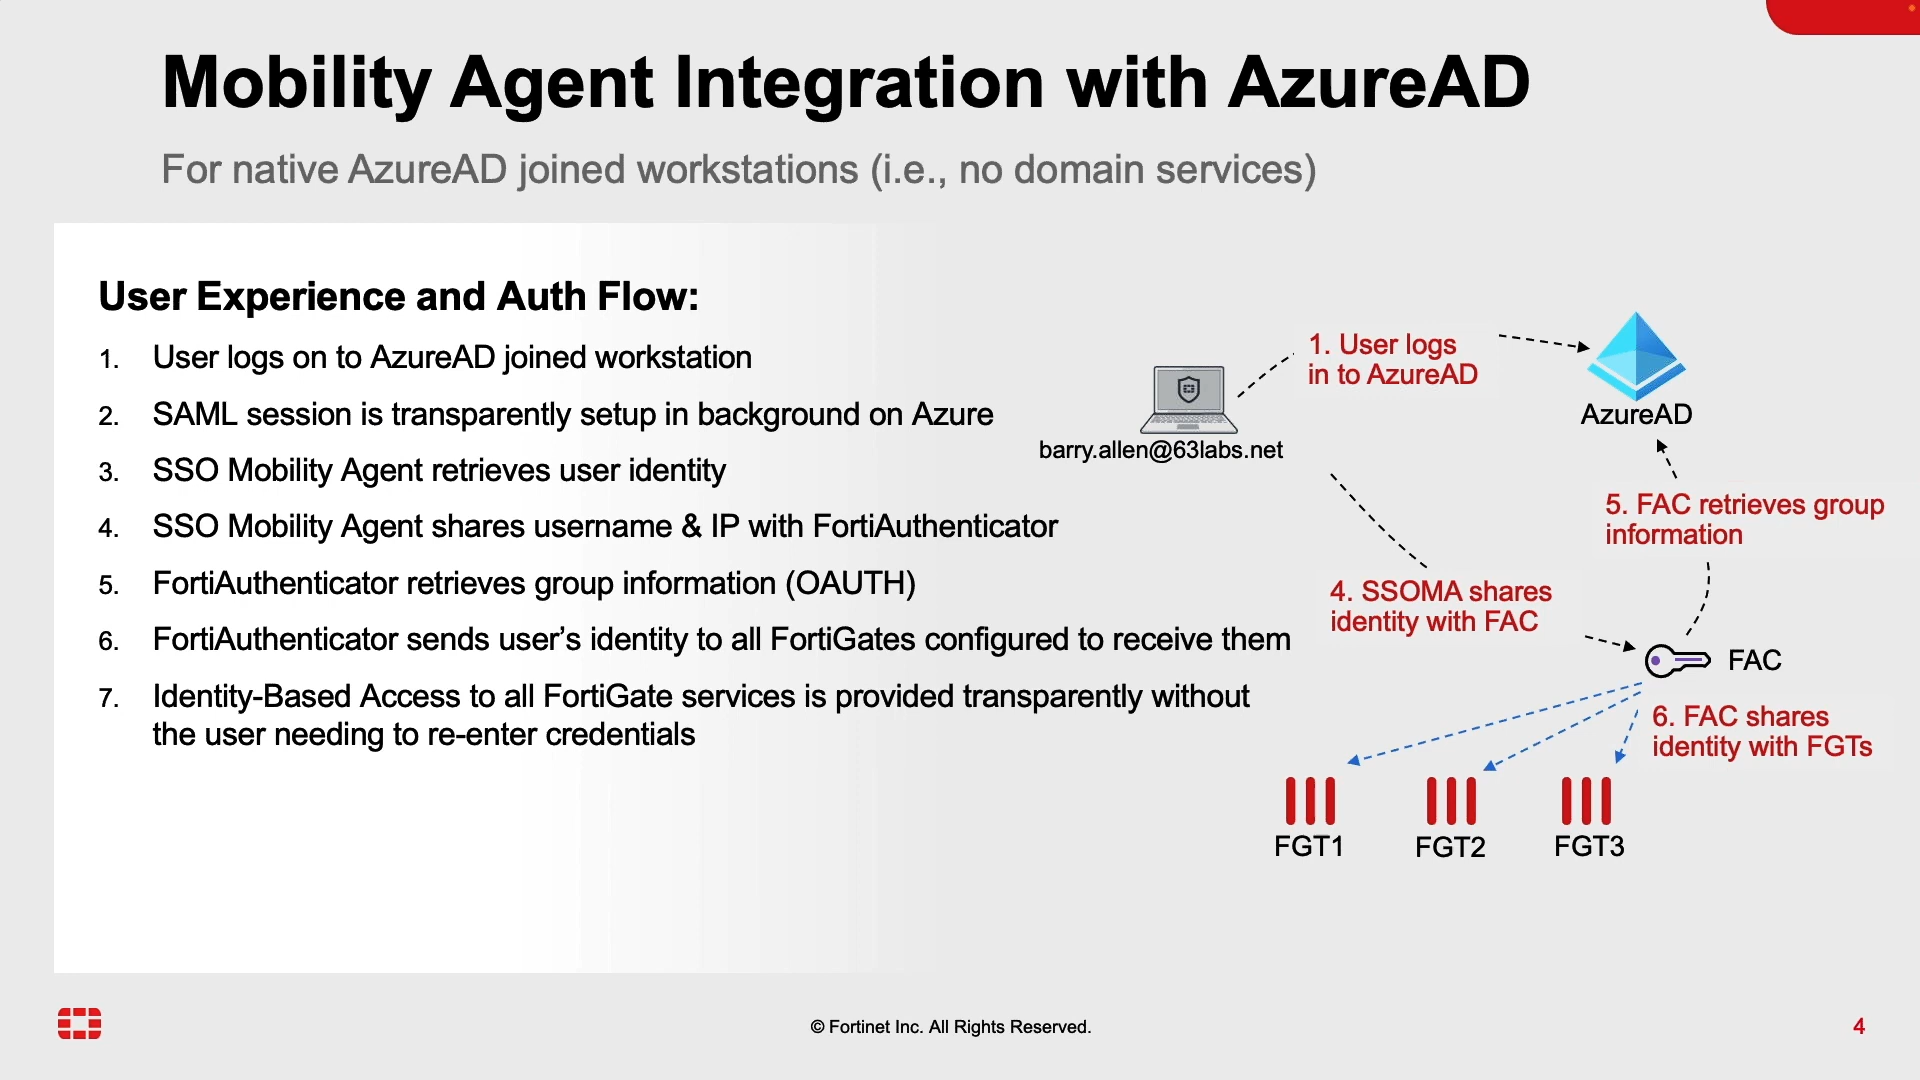 Mobility Agent Integration with AzureAD
For native AzureAD joined workstations (i.e., no domain services)
User Experience and Auth Flow:
1. User logs on to AzureAD joined workstation
2. SAML session is transparently setup in background on Azure
3. SSO Mobility Agent retrieves user identity
4. SSO Mobility Agent shares username & IP with FortiAuthenticator
5. FortiAuthenticator retrieves group information (OAUTH)
6. FortiAuthenticator sends user’s identity to all FortiGates configured to receive them
7. Identity-Based Access to all FortiGate services is provided transparently without
the user needing to re-enter credentials
1. User logs
in to AzureAD
AzureAD
barry.allen@63labs.net
5. FAC retrieves group
information
4. SSOMA shares
identity with FAC
FAC
6. FAC shares
identity with FGTs
FGT1
FGT2
FGT3
© Fortinet Inc. All Rights Reserved.
4